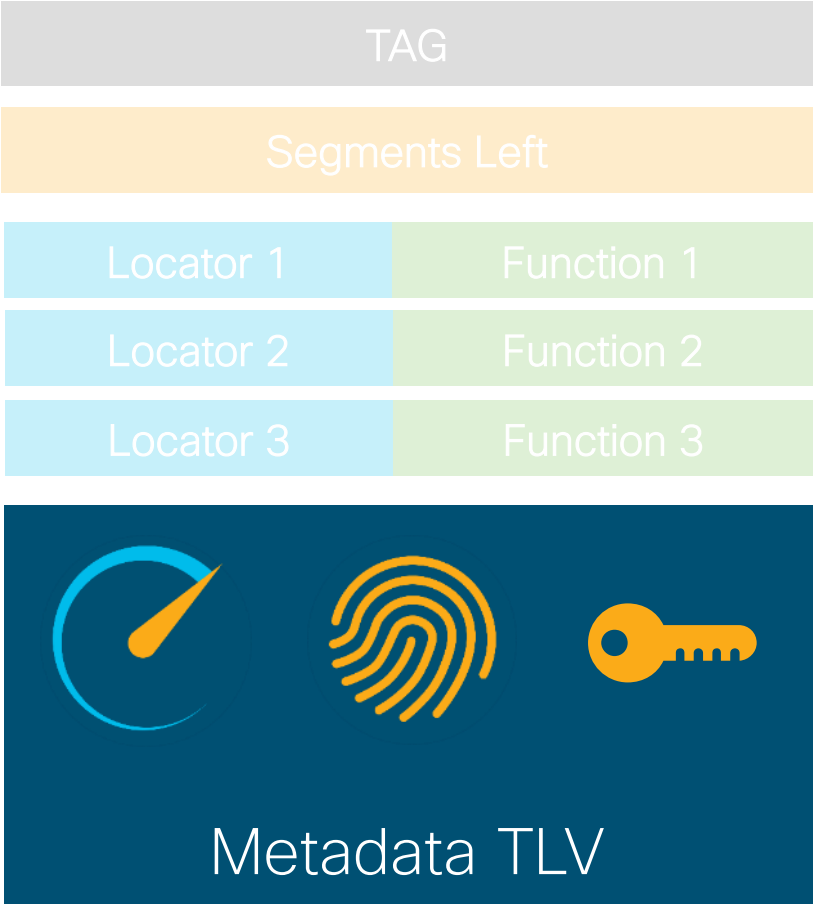 TAG
Segments Left
Locator 1 Function 1
Locator 2 Function 2
Locator 3 Function 3
Metadata TLV